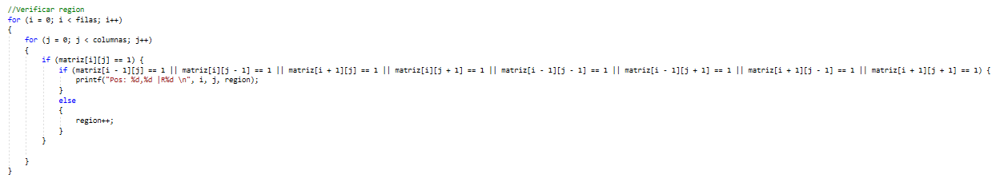 //Verificar region
for (i = 0; i < filas; i++)
{
for (j = 0; j < columnas; j++)
{
if (matriz[i][j] == 1) {
if (matriz[i - 1][j] == 1 || matriz[i][j - 1] == 1 || matriz[i + 1][j] == 1 || matriz[i][j + 1] == 1 || matriz[i - 1][j - 1] == 1 || matriz[i - 1][j + 1] == 1 || matriz[i + 1][j - 1] == 1 || matriz[i + 1][j + 1] == 1) {
printf("Pos: %d,%d |R%d \n", i, j, region);
}
else
{
region++;
}
}
}
}